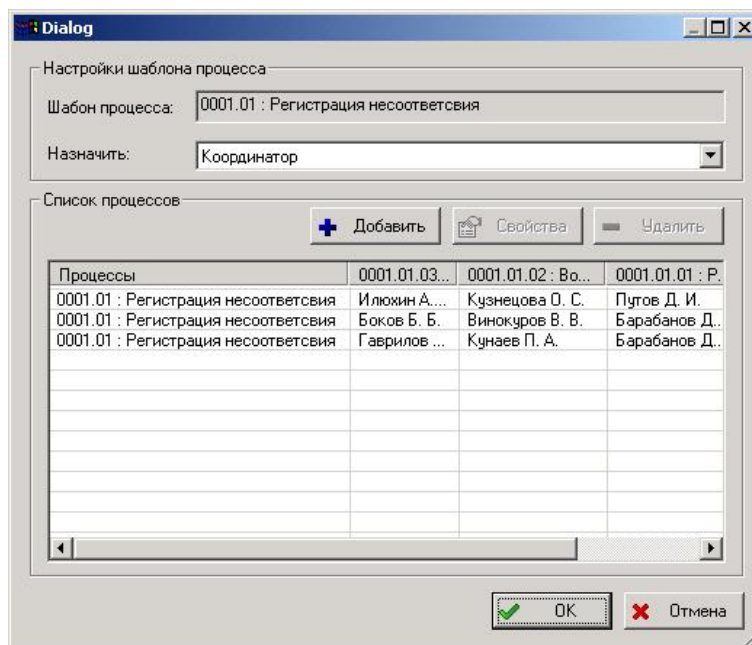 Dialog
Настройки шаблона процесса
Шабон процесса: 0001.01 : Регистрация несоответсвия
Назначить: Координатор
Список процессов
Добавить Свойства Удалить
Процессы 0001.01.03... 0001.01.02 : Во... 0001.01.01 : Р.
0001.01 : Регистрация несоответсвия Илюхин А.... Кузнецова О. С. Путов Д. И.
0001.01 : Регистрация несоответсвия Боков Б. Б. Винокуров В. В. Барабанов Д..
0001.01 : Регистрация несоответсвия Гаврилов ... Кунаев П. А. Барабанов Д..
OK Отмена